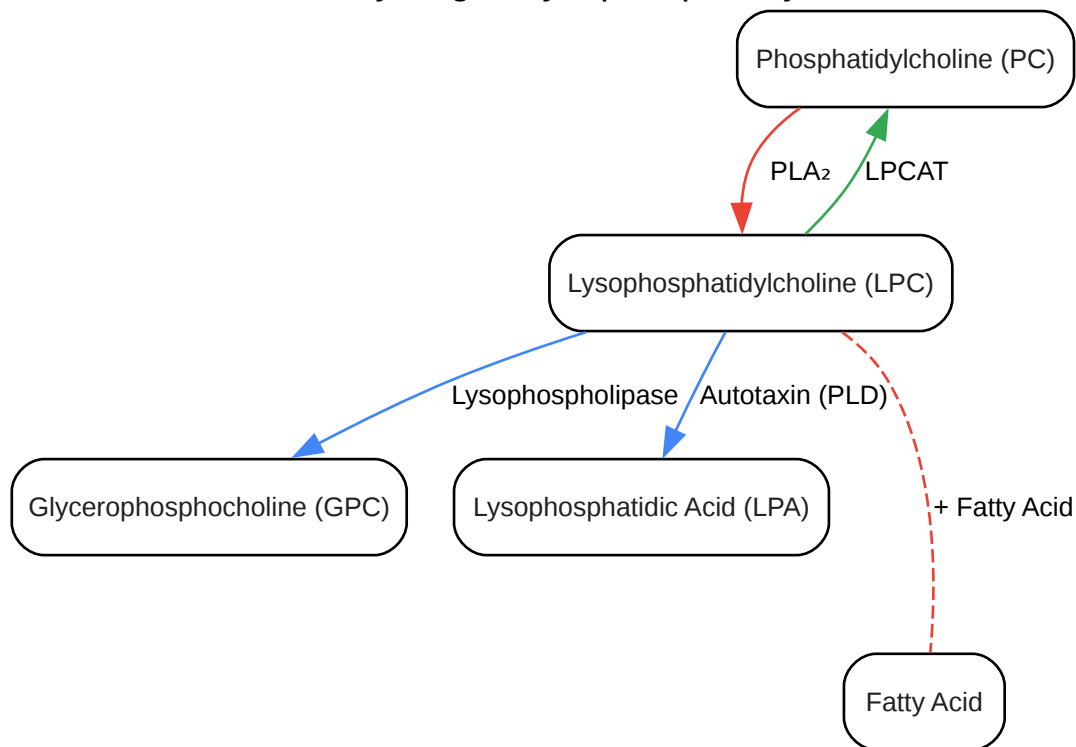 Phosphatidylcholine (PC)
PLA₂
LPCAT
Lysophosphatidylcholine (LPC)
Lysophospholipase
Autotaxin (PLD)
Glycerophosphocholine (GPC)
Lysophosphatidic Acid (LPA)
+ Fatty Acid
Fatty Acid